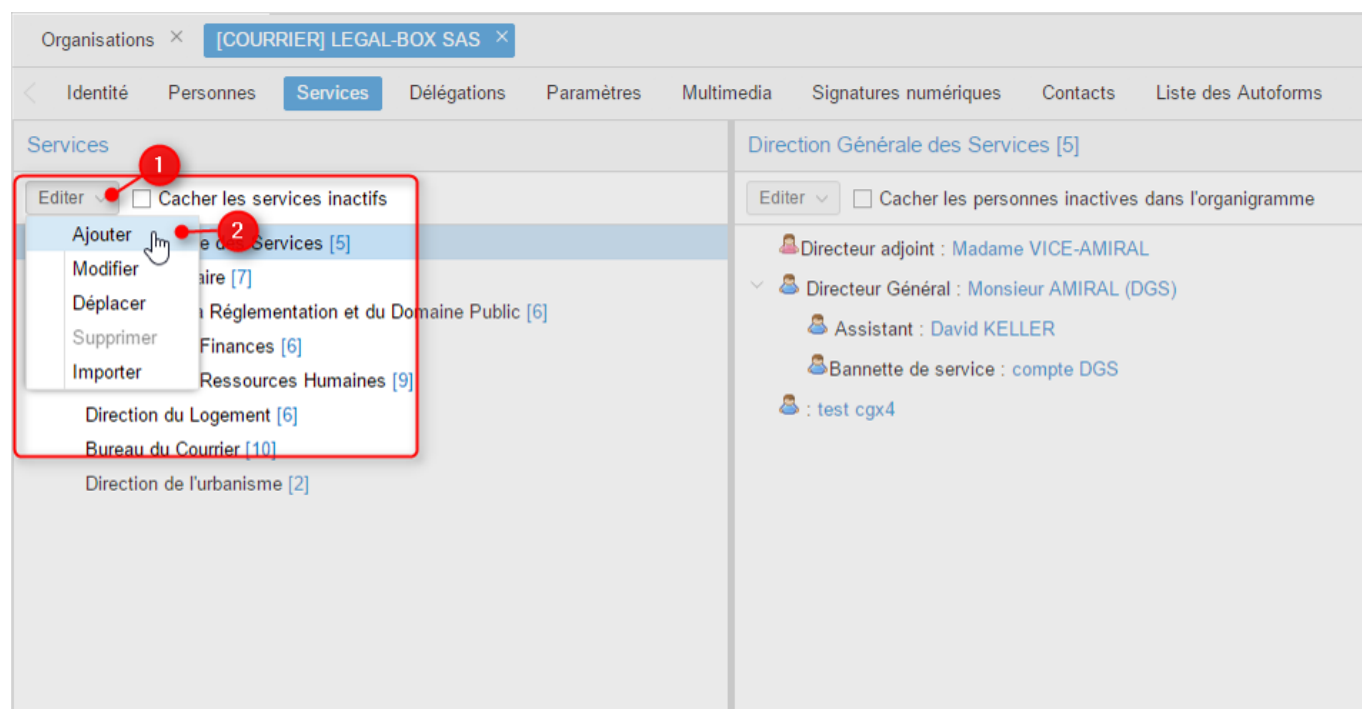 Organisations × [COURRIER] LEGAL-BOX SAS ×
Identité Personnes Services Délégations Paramètres Multimedia Signatures numériques Contacts Liste des Autoforms
Services
1
Editer Cacher les services inactifs
Ajouter
2
e des Services [5]
Modifier
aire [7]
Déplacer
Réglementation et du Domaine Public [6]
Supprimer
Finances [6]
Importer
Ressources Humaines [9]
Direction du Logement [6]
Bureau du Courrier [10]
Direction de l'urbanisme [2]
Direction Générale des Services [5]
Editer Cacher les personnes inactives dans l'organigramme
Directeur adjoint : Madame VICE-AMIRAL
Directeur Général : Monsieur AMIRAL (DGS)
Assistant : David KELLER
Bannette de service : compte DGS
: test cgx4